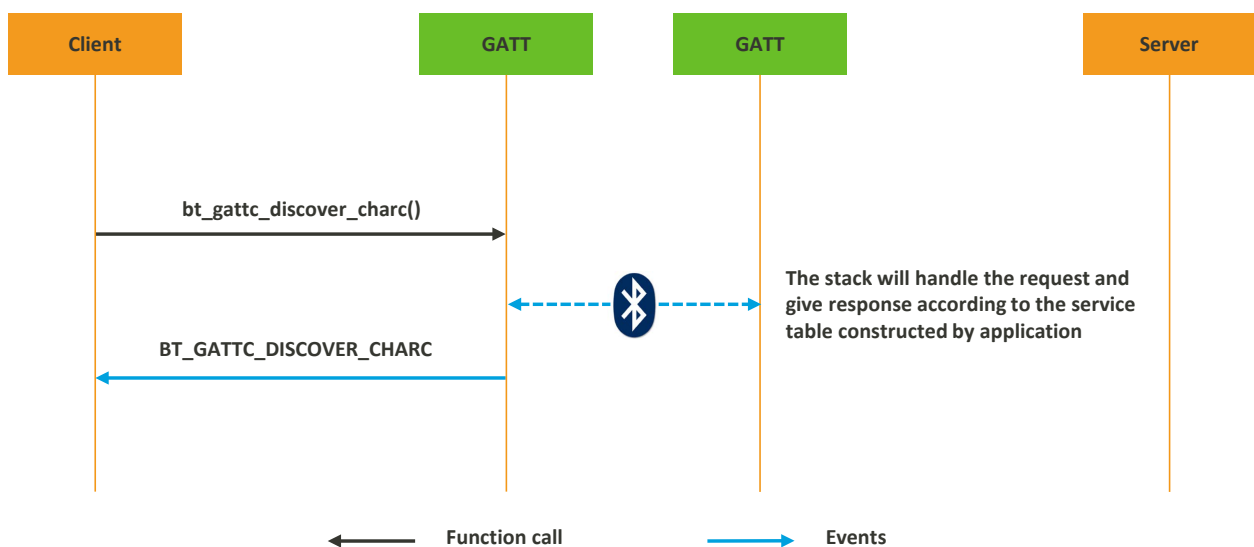 Client
GATT
GATT
Server
bt_gattc_discover_charc()
The stack will handle the request and
give response according to the service
table constructed by application
BT_GATTC_DISCOVER_CHARC
Function call
Events